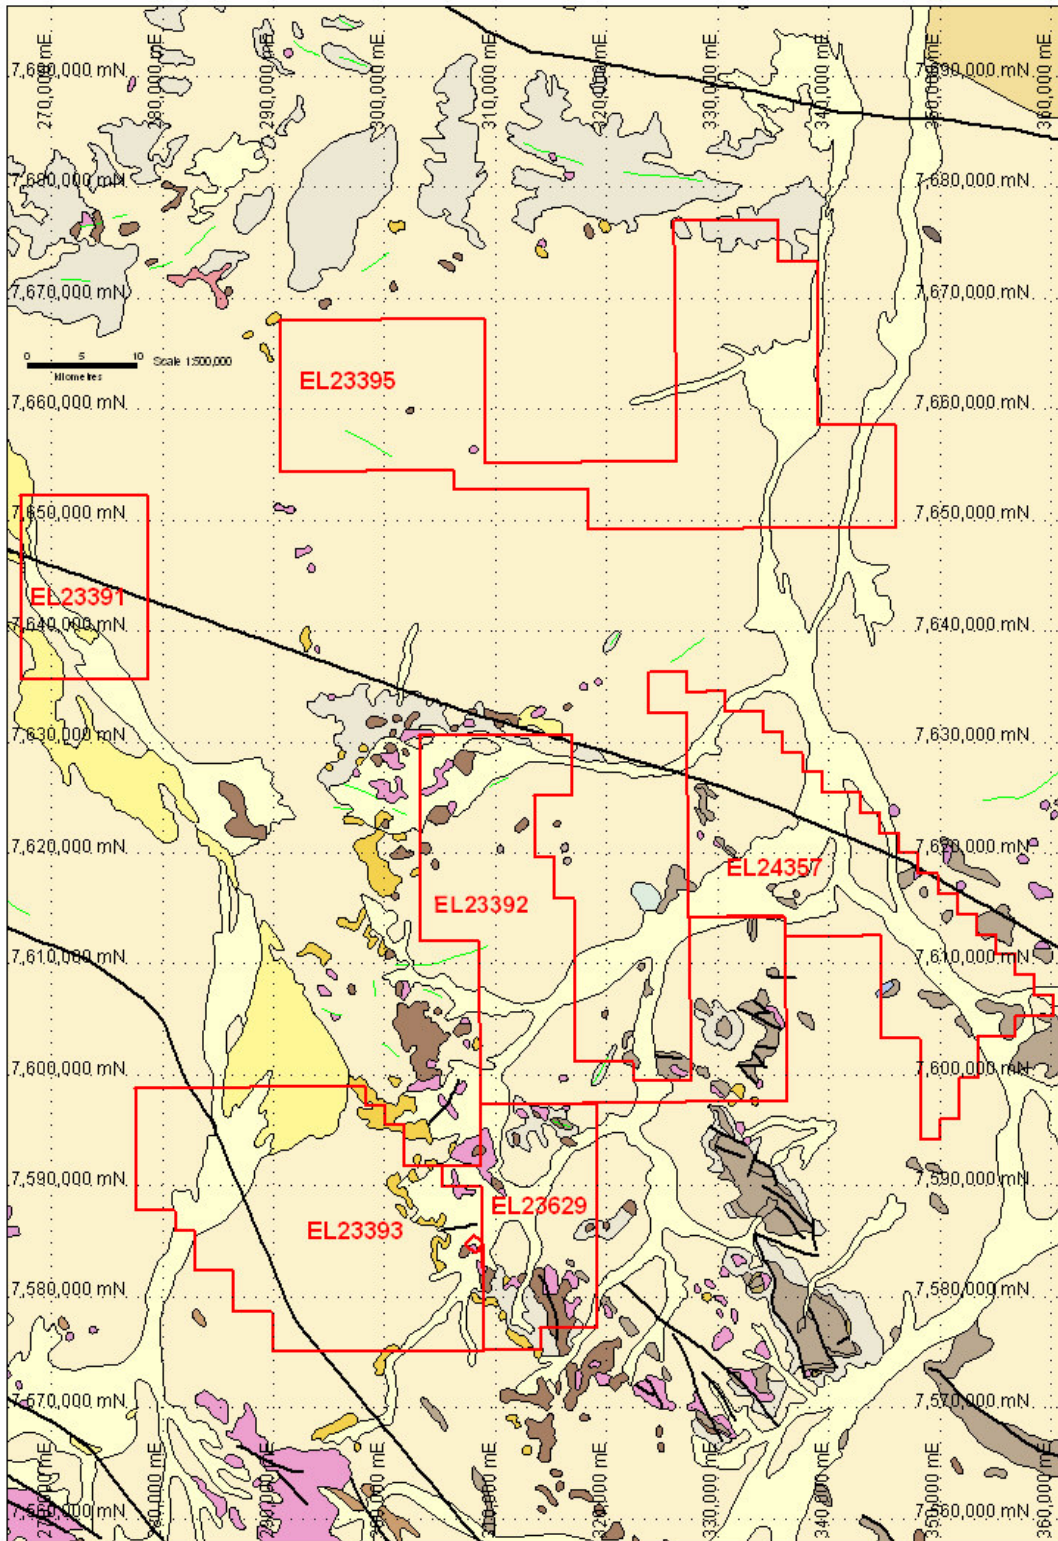 270,000 mE 280,000 mE 290,000 mE 300,000 mE 310,000 mE 320,000 mE 330,000 mE 340,000 mE 350,000 mE 360,000 mE
7,690,000 mN 7,690,000 mN
7,680,000 mN 7,680,000 mN
7,670,000 mN 7,670,000 mN
0 5 10 Scale 1:500,000
kilometres
EL23395
7,660,000 mN 7,660,000 mN
7,650,000 mN 7,650,000 mN
EL23391
7,640,000 mN 7,640,000 mN
7,630,000 mN 7,630,000 mN
7,620,000 mN 7,620,000 mN
EL24357
EL23392
7,610,000 mN 7,610,000 mN
7,600,000 mN 7,600,000 mN
7,590,000 mN 7,590,000 mN
EL23629
EL23393
7,580,000 mN 7,580,000 mN
7,570,000 mN 7,570,000 mN
7,560,000 mN 7,560,000 mN
270,000 mE 280,000 mE 290,000 mE 300,000 mE 310,000 mE 320,000 mE 330,000 mE 340,000 mE 350,000 mE 360,000 mE